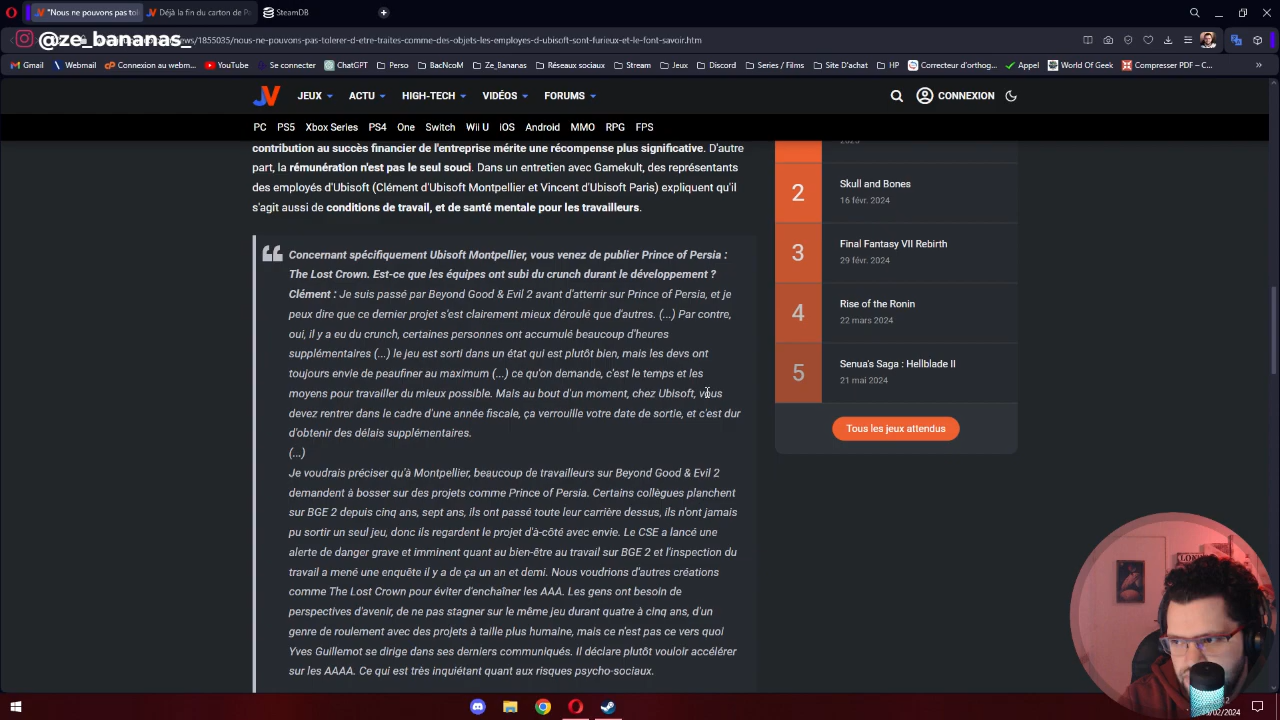 "Nous ne pouvons pas tol
Déjà la fin du carton de P
SteamDB
@ze_bananas_
news/1855035/nous-ne-pouvons-pas-tolerer-d-etre-traites-comme-des-objets-les-employes-d-ubisoft-sont-furieux-et-le-font-savoir.htm
Gmail
Webmail
Connexion au webm...
YouTube
Se connecter
ChatGPT
Perso
BacNcoM
Ze_Bananas
Réseaux sociaux
Stream
Jeux
Discord
Series / Films
Site D'achat
HP
Correcteur d'orthog...
Appel
World Of Geek
Compresser PDF – C...
JV
JEUX
ACTU
HIGH-TECH
VIDÉOS
FORUMS
CONNEXION
PC PS5 Xbox Series PS4 One Switch Wii U iOS Android MMO RPG FPS
contribution au succès financier de l'entreprise mérite une récompense plus significative. D'autre
part, la rémunération n'est pas le seul souci. Dans un entretien avec Gamekult, des représentants
des employés d'Ubisoft (Clément d'Ubisoft Montpellier et Vincent d'Ubisoft Paris) expliquent qu'il
s'agit aussi de conditions de travail, et de santé mentale pour les travailleurs.
Concernant spécifiquement Ubisoft Montpellier, vous venez de publier Prince of Persia :
The Lost Crown. Est-ce que les équipes ont subi du crunch durant le développement ?
Clément : Je suis passé par Beyond Good & Evil 2 avant d'atterrir sur Prince of Persia, et je
peux dire que ce dernier projet s'est clairement mieux déroulé que d'autres. (...) Par contre,
oui, il y a eu du crunch, certaines personnes ont accumulé beaucoup d'heures
supplémentaires (...) le jeu est sorti dans un état qui est plutôt bien, mais les devs ont
toujours envie de peaufiner au maximum (...) ce qu'on demande, c'est le temps et les
moyens pour travailler du mieux possible. Mais au bout d'un moment, chez Ubisoft, vous
devez rentrer dans le cadre d'une année fiscale, ça verrouille votre date de sortie, et c'est dur
d'obtenir des délais supplémentaires.
(...)
Je voudrais préciser qu'à Montpellier, beaucoup de travailleurs sur Beyond Good & Evil 2
demandent à bosser sur des projets comme Prince of Persia. Certains collègues planchent
sur BGE 2 depuis cinq ans, sept ans, ils ont passé toute leur carrière dessus, ils n'ont jamais
pu sortir un seul jeu, donc ils regardent le projet d'à-côté avec envie. Le CSE a lancé une
alerte de danger grave et imminent quant au bien-être au travail sur BGE 2 et l'inspection du
travail a mené une enquête il y a de ça un an et demi. Nous voudrions d'autres créations
comme The Lost Crown pour éviter d'enchaîner les AAA. Les gens ont besoin de
perspectives d'avenir, de ne pas stagner sur le même jeu durant quatre à cinq ans, d'un
genre de roulement avec des projets à taille plus humaine, mais ce n'est pas ce vers quoi
Yves Guillemot se dirige dans ses derniers communiqués. Il déclare plutôt vouloir accélérer
sur les AAAA. Ce qui est très inquiétant quant aux risques psycho-sociaux.
2
Skull and Bones
16 févr. 2024
3
Final Fantasy VII Rebirth
29 févr. 2024
4
Rise of the Ronin
22 mars 2024
5
Senua's Saga : Hellblade II
21 mai 2024
Tous les jeux attendus